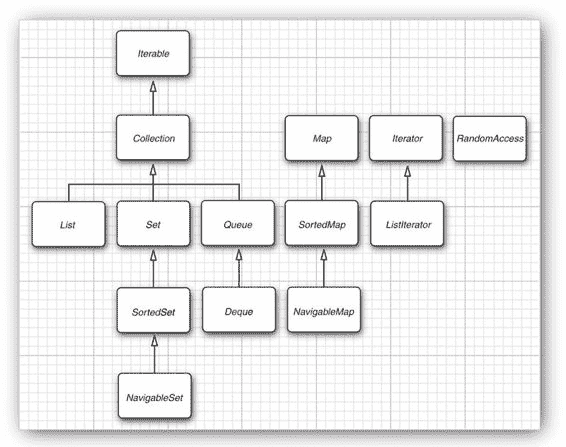 Iterable
Collection
Map
Iterator
RandomAccess
List
Set
Queue
SortedMap
ListIterator
SortedSet
Deque
NavigableMap
NavigableSet